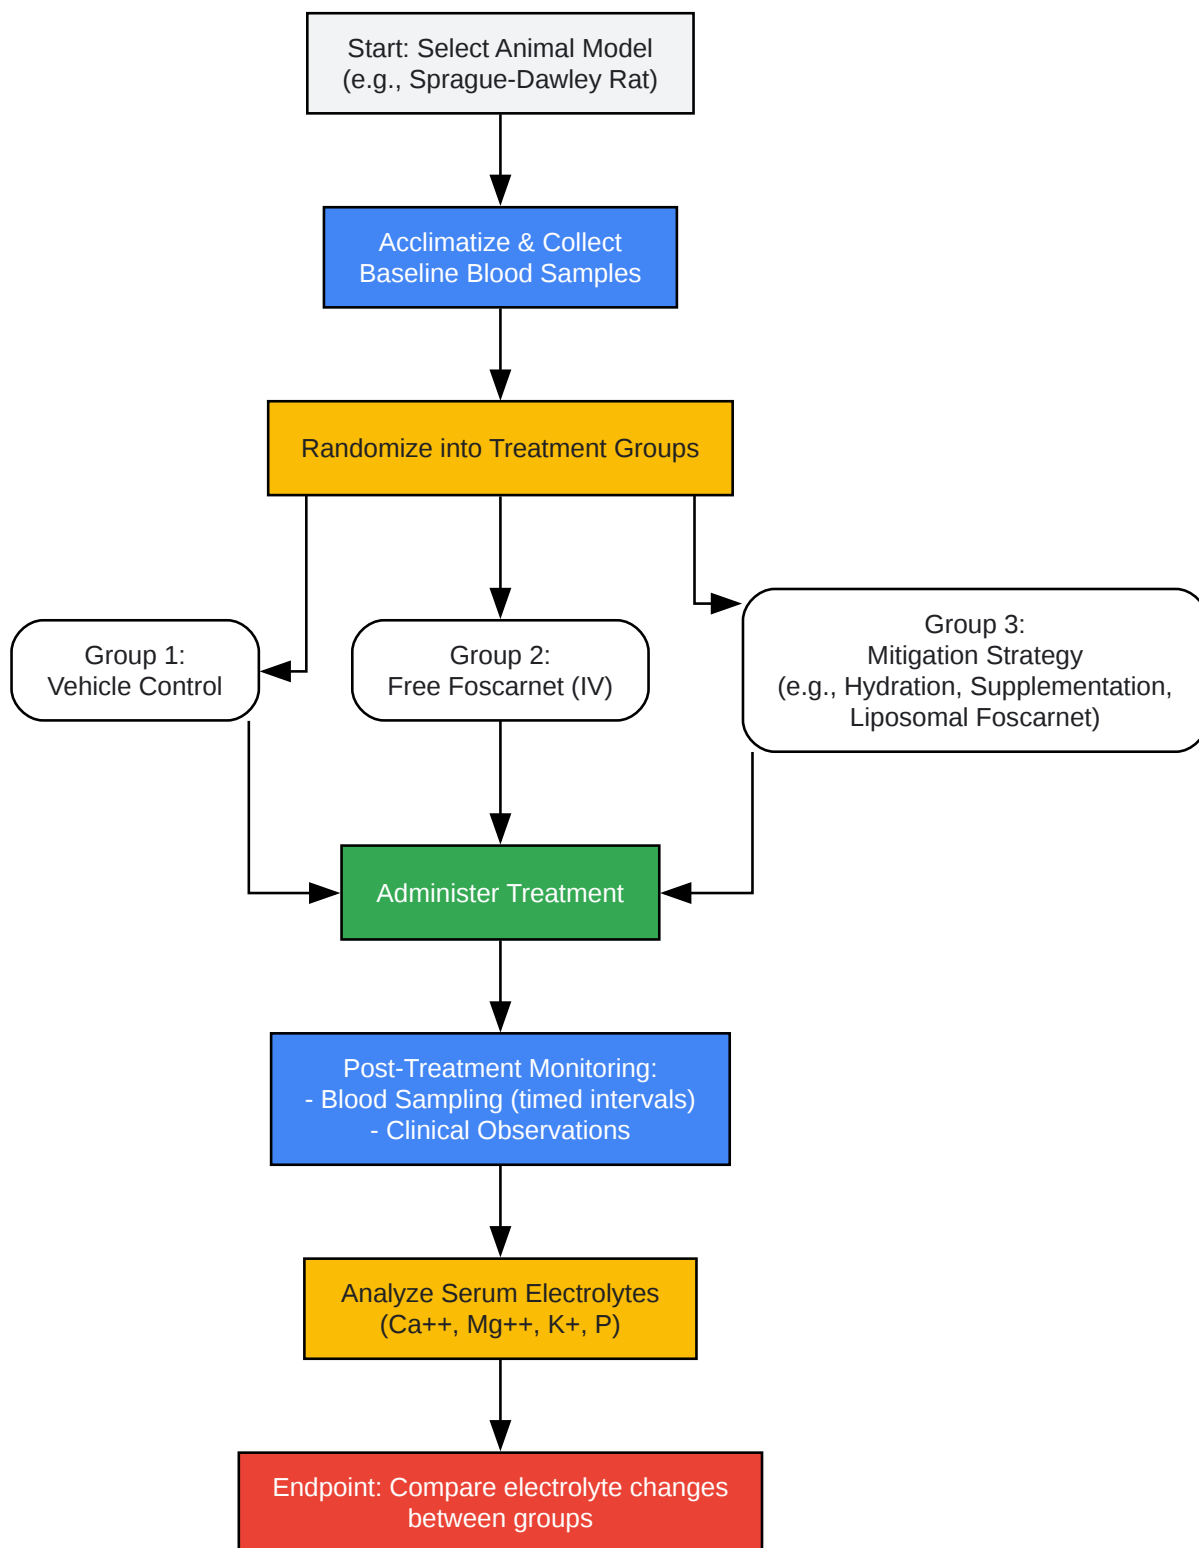 Start: Select Animal Model
(e.g., Sprague-Dawley Rat)
Acclimatize & Collect
Baseline Blood Samples
Randomize into Treatment Groups
Group 1:
Vehicle Control
Group 2:
Free Foscarnet (IV)
Group 3:
Mitigation Strategy
(e.g., Hydration, Supplementation,
Liposomal Foscarnet)
Administer Treatment
Post-Treatment Monitoring:
- Blood Sampling (timed intervals)
- Clinical Observations
Analyze Serum Electrolytes
(Ca++, Mg++, K+, P)
Endpoint: Compare electrolyte changes
between groups